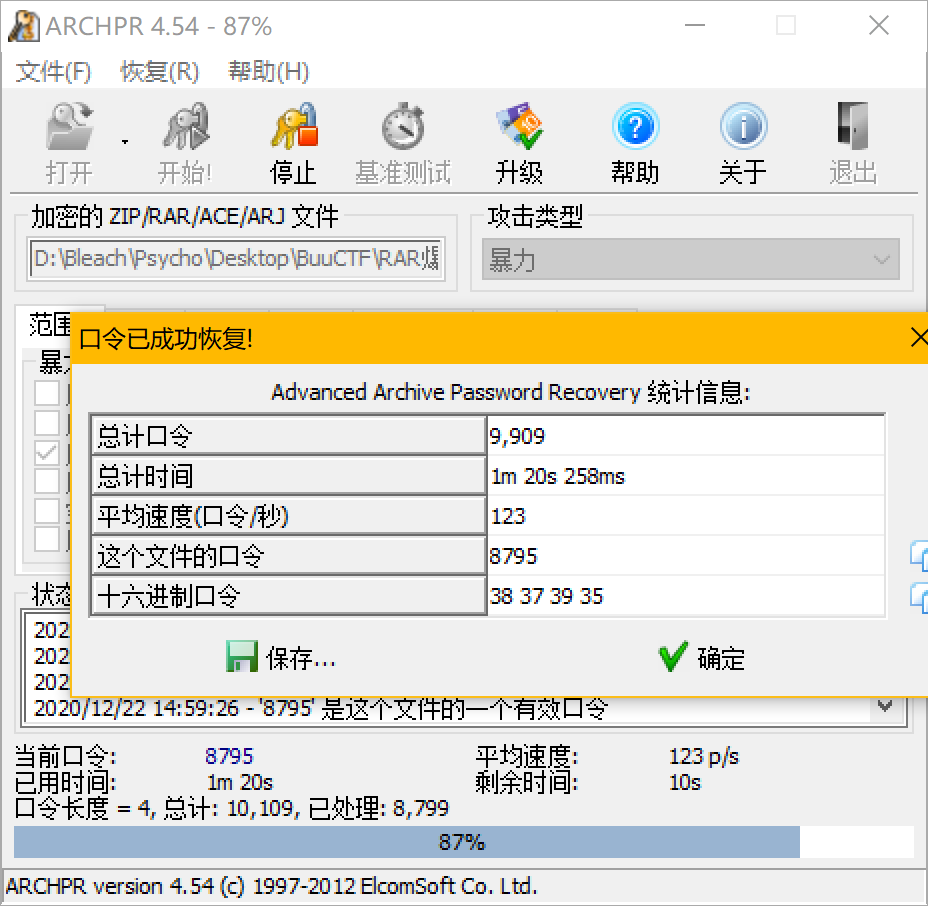 ARCHPR 4.54 - 87%
文件(F) 恢复(R) 帮助(H)
打开 开始! 停止 基准测试 升级 帮助 关于 退出
加密的 ZIP/RAR/ACE/ARJ 文件 攻击类型
D:\Bleach\Psycho\Desktop\BuuCTF\RAR 暴力
范围
口令已成功恢复!
Advanced Archive Password Recovery 统计信息:
总计口令 9,909
总计时间 1m 20s 258ms
平均速度(口令/秒) 123
这个文件的口令 8795
十六进制口令 38 37 39 35
保存... 确定
状态
202
202
202
2020/12/22 14:59:26 - '8795' 是这个文件的一个有效口令
当前口令: 8795 平均速度: 123 p/s
已用时间: 1m 20s 剩余时间: 10s
口令长度 = 4, 总计: 10,109, 已处理: 8,799
87%
ARCHPR version 4.54 (c) 1997-2012 ElcomSoft Co. Ltd.